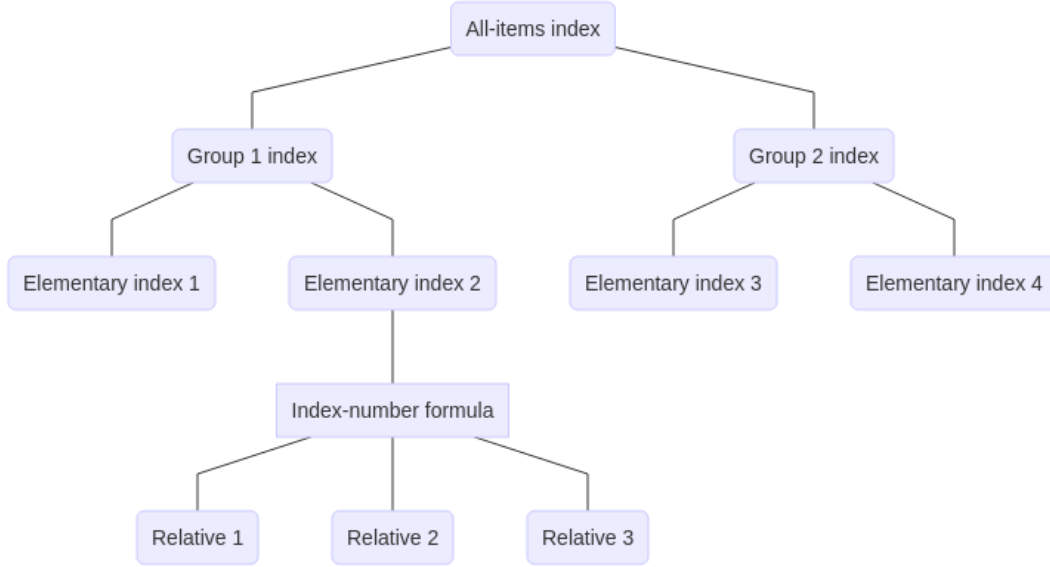 All-items index
Group 1 index
Group 2 index
Elementary index 1
Elementary index 2
Elementary index 3
Elementary index 4
Index-number formula
Relative 1
Relative 2
Relative 3